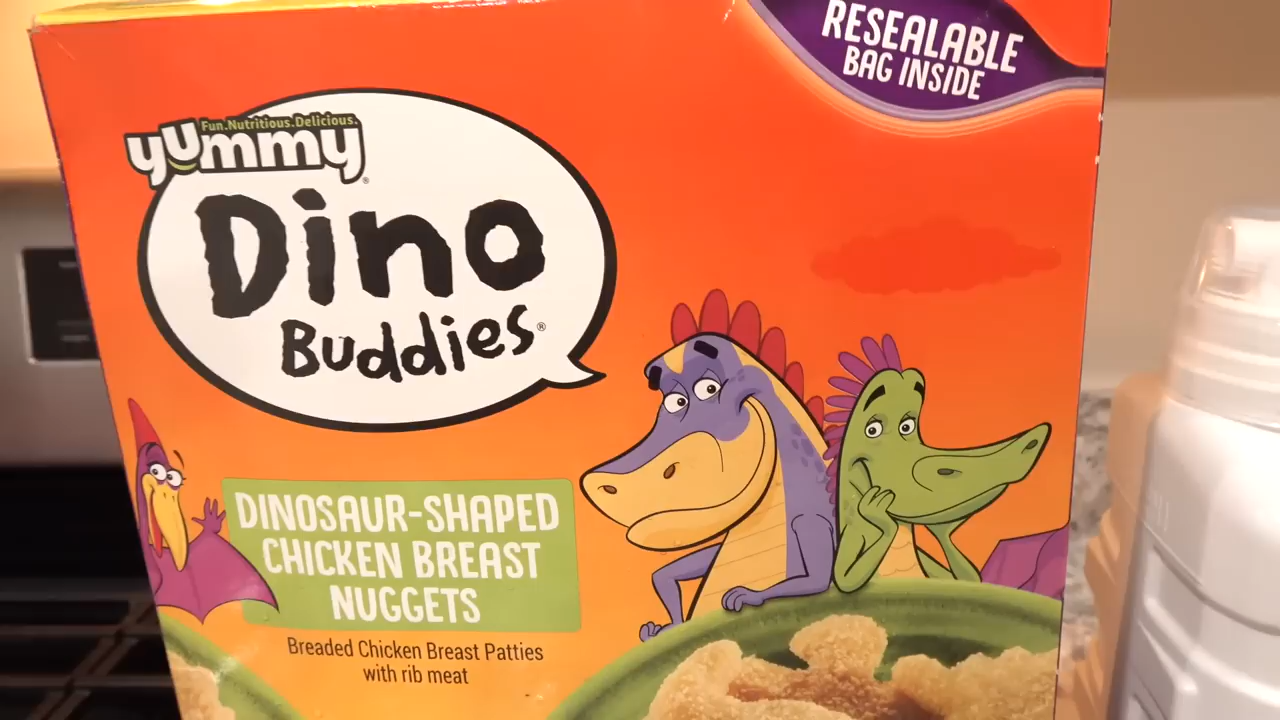 RESEALABLE
BAG INSIDE
Fun.Nutritious.Delicious.
yummy®
Dino
Buddies®
DINOSAUR-SHAPED
CHICKEN BREAST
NUGGETS
Breaded Chicken Breast Patties
with rib meat